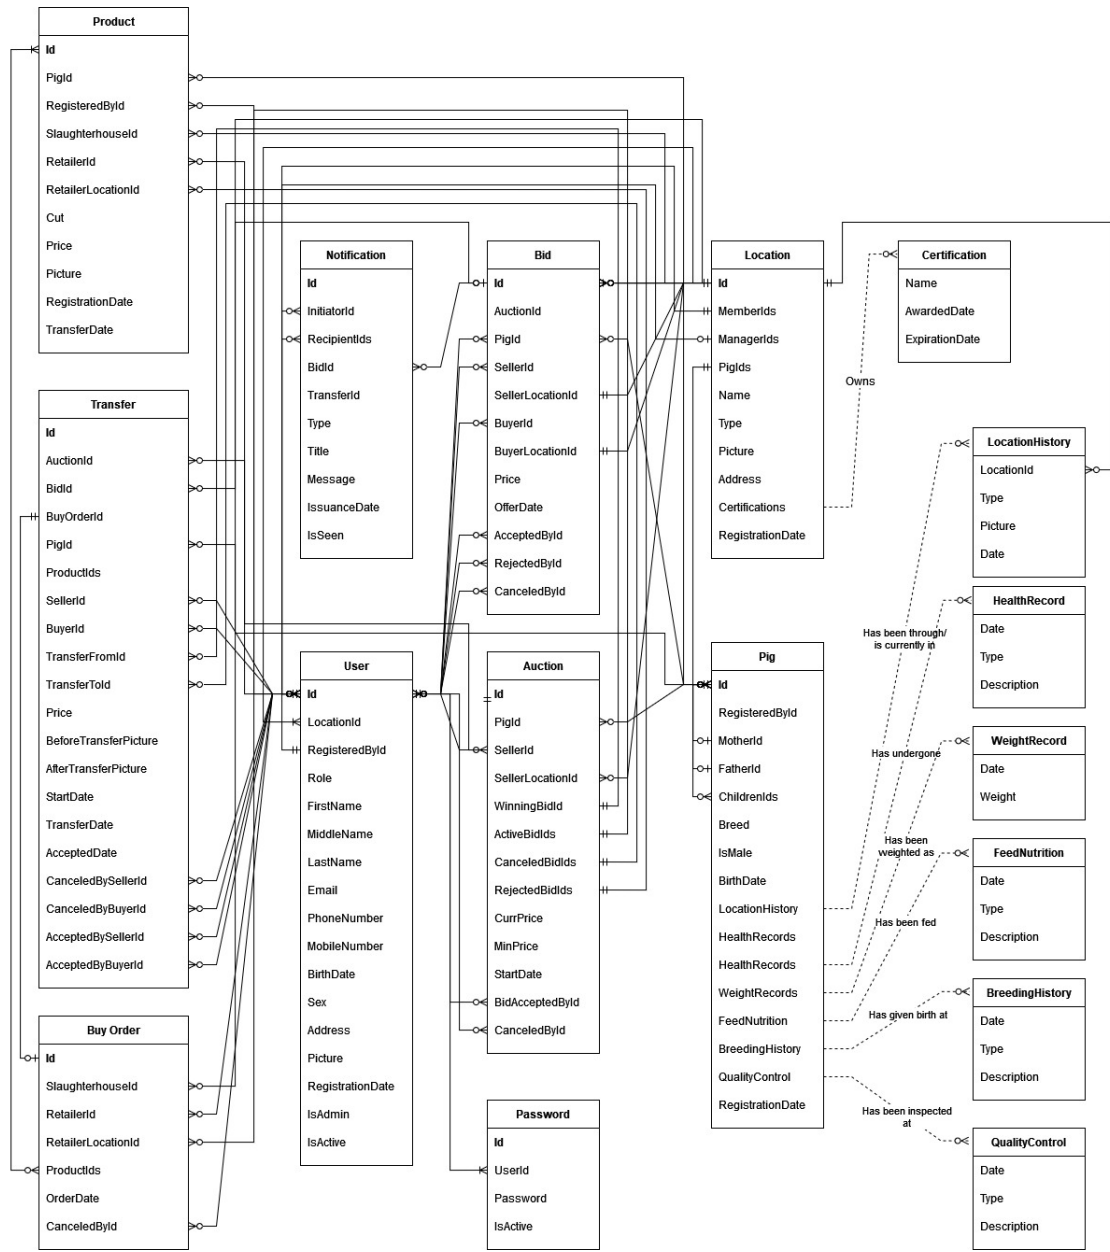 Product
Id
PigId
RegisteredById
SlaughterhouseId
RetailerId
RetailerLocationId
Cut
Price
Picture
RegistrationDate
TransferDate
Transfer
Id
AuctionId
BidId
BuyOrderId
PigId
ProductIds
SellerId
BuyerId
TransferFromId
TransferToId
Price
BeforeTransferPicture
AfterTransferPicture
StartDate
TransferDate
AcceptedDate
CanceledBySellerId
CanceledByBuyerId
AcceptedBySellerId
AcceptedByBuyerId
Buy Order
Id
SlaughterhouseId
RetailerId
RetailerLocationId
ProductIds
OrderDate
CanceledById
Notification
Id
InitiatorId
RecipientIds
BidId
TransferId
Type
Title
Message
IssuanceDate
IsSeen
User
Id
LocationId
RegisteredById
Role
FirstName
MiddleName
LastName
Email
PhoneNumber
MobileNumber
BirthDate
Sex
Address
Picture
RegistrationDate
IsAdmin
IsActive
Bid
Id
AuctionId
PigId
SellerId
SellerLocationId
BuyerId
BuyerLocationId
Price
OfferDate
AcceptedById
RejectedById
CanceledById
Auction
Id
PigId
SellerId
SellerLocationId
WinningBidId
ActiveBidIds
CanceledBidIds
RejectedBidIds
CurrPrice
MinPrice
StartDate
BidAcceptedById
CanceledById
Password
Id
UserId
Password
IsActive
Location
Id
MemberIds
ManagerIds
PigIds
Name
Type
Picture
Address
Certifications
RegistrationDate
Pig
Id
RegisteredById
MotherId
FatherId
ChildrenIds
Breed
IsMale
BirthDate
LocationHistory
HealthRecords
HealthRecords
WeightRecords
FeedNutrition
BreedingHistory
QualityControl
RegistrationDate
Owns
Has been through/
is currently in
Has undergone
Has been
weighted as
Has been fed
Has given birth at
Has been inspected
at
Certification
Name
AwardedDate
ExpirationDate
LocationHistory
LocationId
Type
Picture
Date
HealthRecord
Date
Type
Description
WeightRecord
Date
Weight
FeedNutrition
Date
Type
Description
BreedingHistory
Date
Type
Description
QualityControl
Date
Type
Description